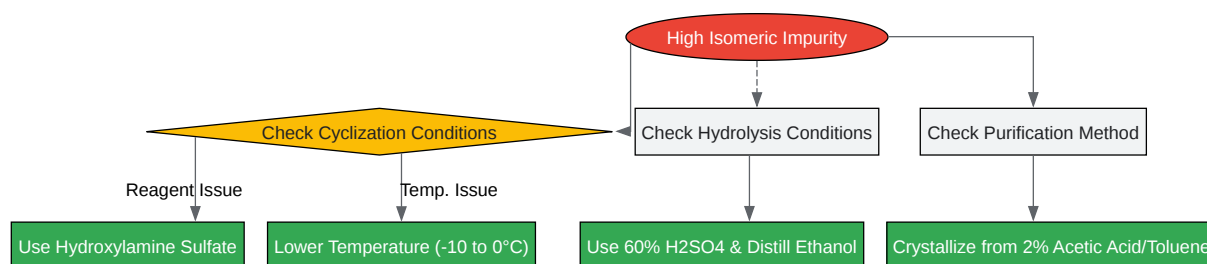 High Isomeric Impurity
Check Cyclization Conditions
Check Hydrolysis Conditions
Check Purification Method
Reagent Issue
Temp. Issue
Use Hydroxylamine Sulfate
Lower Temperature (-10 to 0°C)
Use 60% H2SO4 & Distill Ethanol
Crystallize from 2% Acetic Acid/Toluene